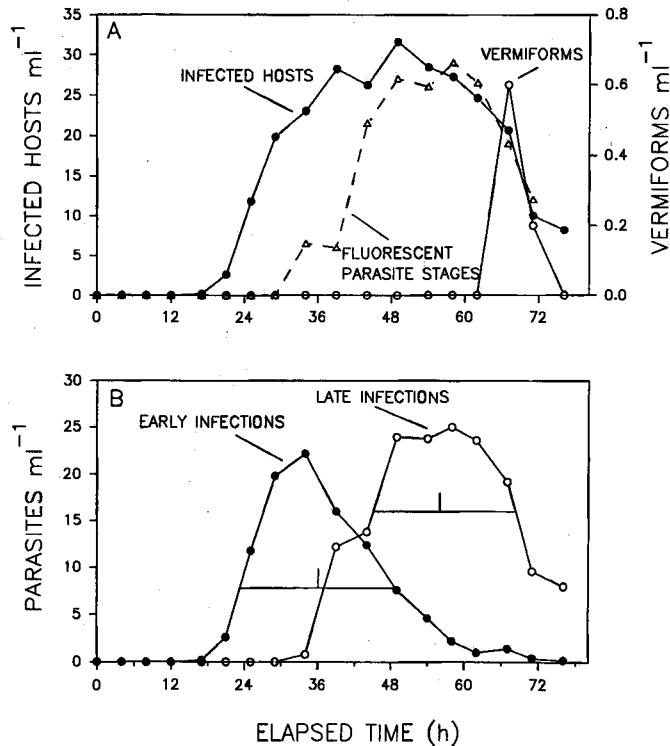 A
INFECTED HOSTS ml⁻¹
35
30
25
20
15
10
5
0
INFECTED HOSTS
VERMIFORMS
FLUORESCENT
PARASITE STAGES
0.8
0.6
0.4
0.2
0.0
VERMIFORMS ml⁻¹
0 12 24 36 48 60 72
B
PARASITES ml⁻¹
30
25
20
15
10
5
0
EARLY INFECTIONS
LATE INFECTIONS
0 12 24 36 48 60 72
ELAPSED TIME (h)